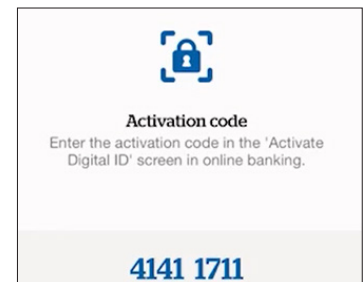 Activation code
Enter the activation code in the 'Activate
Digital ID' screen in online banking.
4141 1711